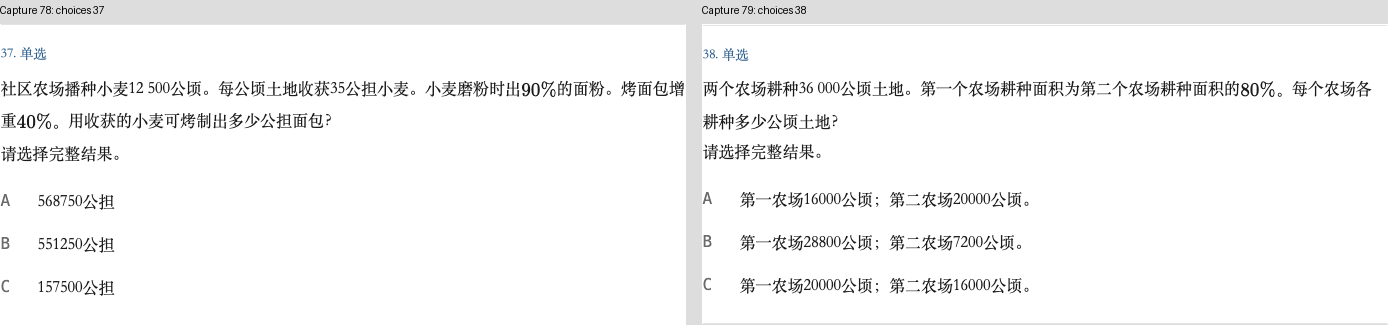 Capture 78: choices 37
37. 单选
社区农场播种小麦12 500公顷。每公顷土地收获35公担小麦。小麦磨粉时出90%的面粉。烤面包增
重40%。用收获的小麦可烤制出多少公担面包?
请选择完整结果。
A 568750公担
B 551250公担
C 157500公担
Capture 79: choices 38
38. 单选
两个农场耕种36 000公顷土地。第一个农场耕种面积为第二个农场耕种面积的80%。每个农场各
耕种多少公顷土地?
请选择完整结果。
A 第一农场16000公顷；第二农场20000公顷。
B 第一农场28800公顷；第二农场7200公顷。
C 第一农场20000公顷；第二农场16000公顷。